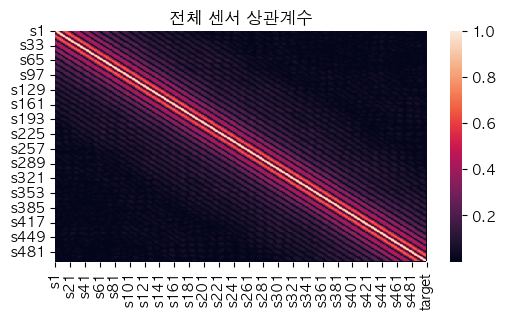 전체 센서 상관계수
s1
s33
s65
s97
s129
s161
s193
s225
s257
s289
s321
s353
s385
s417
s449
s481
s1
s21
s41
s61
s81
s101
s121
s141
s161
s181
s201
s221
s241
s261
s281
s301
s321
s341
s361
s381
s401
s421
s441
s461
s481
target
1.0
0.8
0.6
0.4
0.2